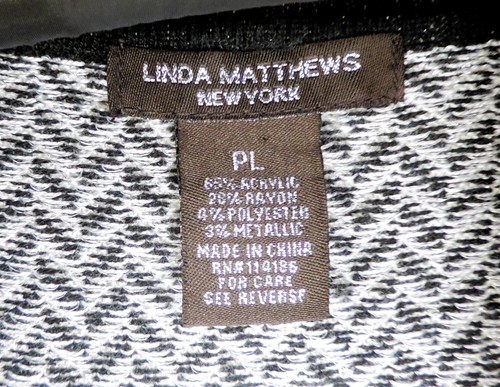 LINDA MATTHEWS
NEW YORK
PL
65% ACRYLIC
28% RAYON
4% POLYESTER
3% METALLIC
MADE IN CHINA
RN#114186
FOR CARE
SEE REVERSE